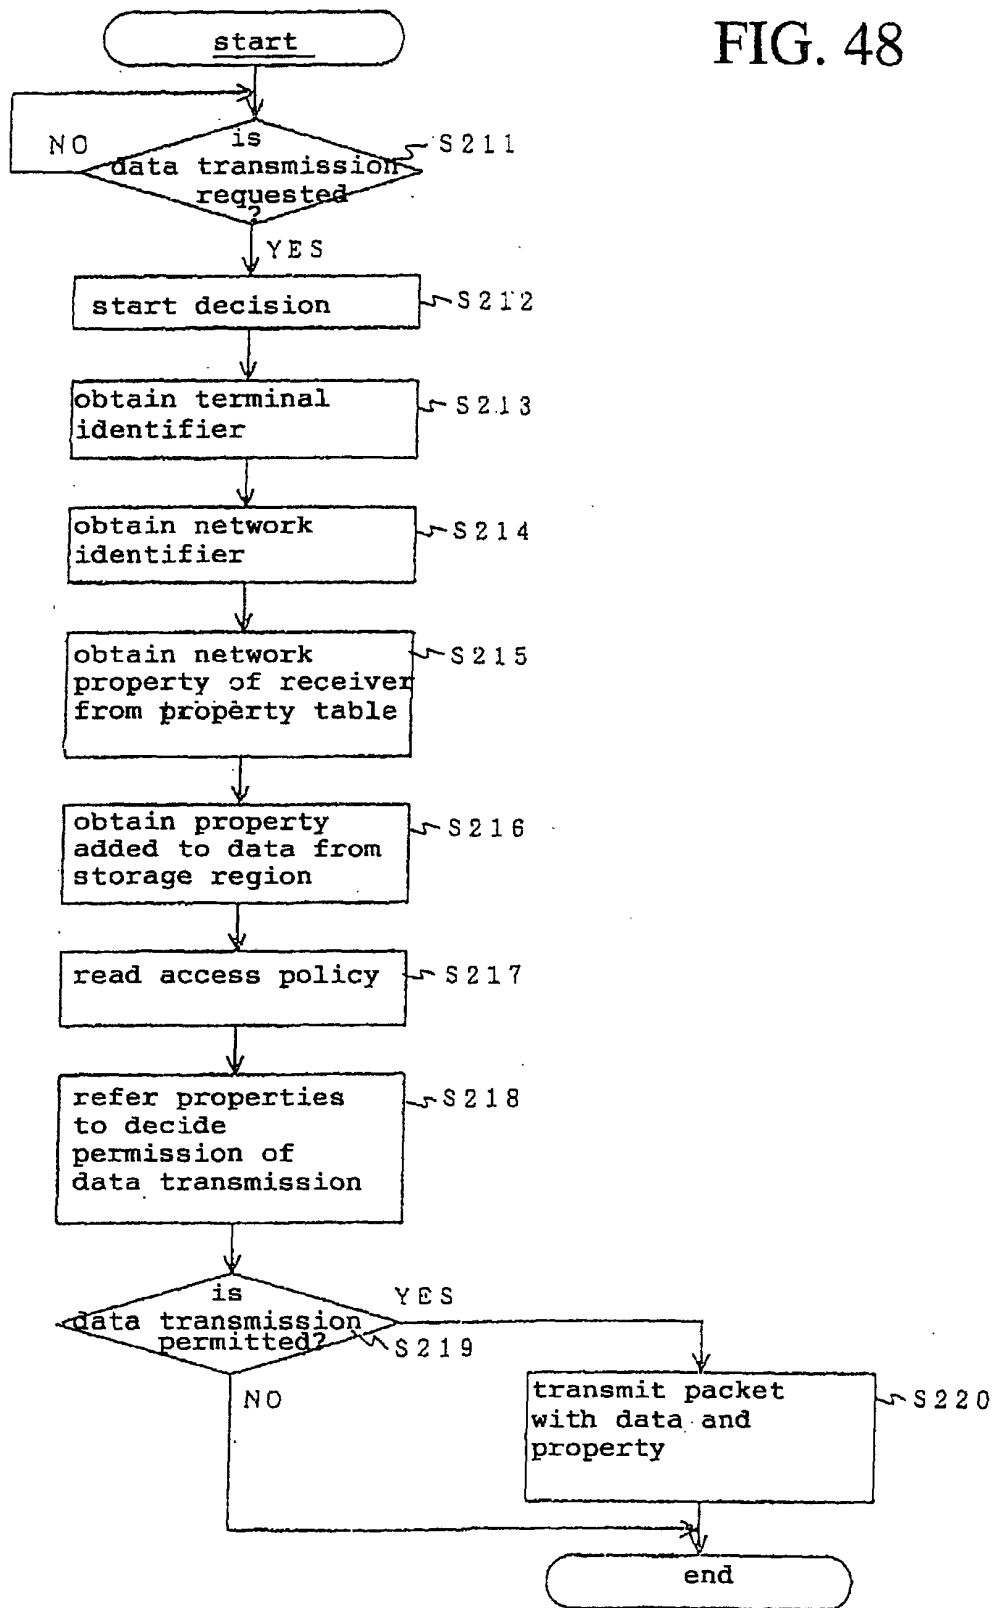 FIG. 48
start
NO
is
data transmission
requested
?
S211
YES
start decision
S212
obtain terminal
identifier
S213
obtain network
identifier
S214
obtain network
property of receiver
from property table
S215
obtain property
added to data from
storage region
S216
read access policy
S217
refer properties
to decide
permission of
data transmission
S218
is
data transmission
permitted?
YES
S219
NO
transmit packet
with data and
property
S220
end